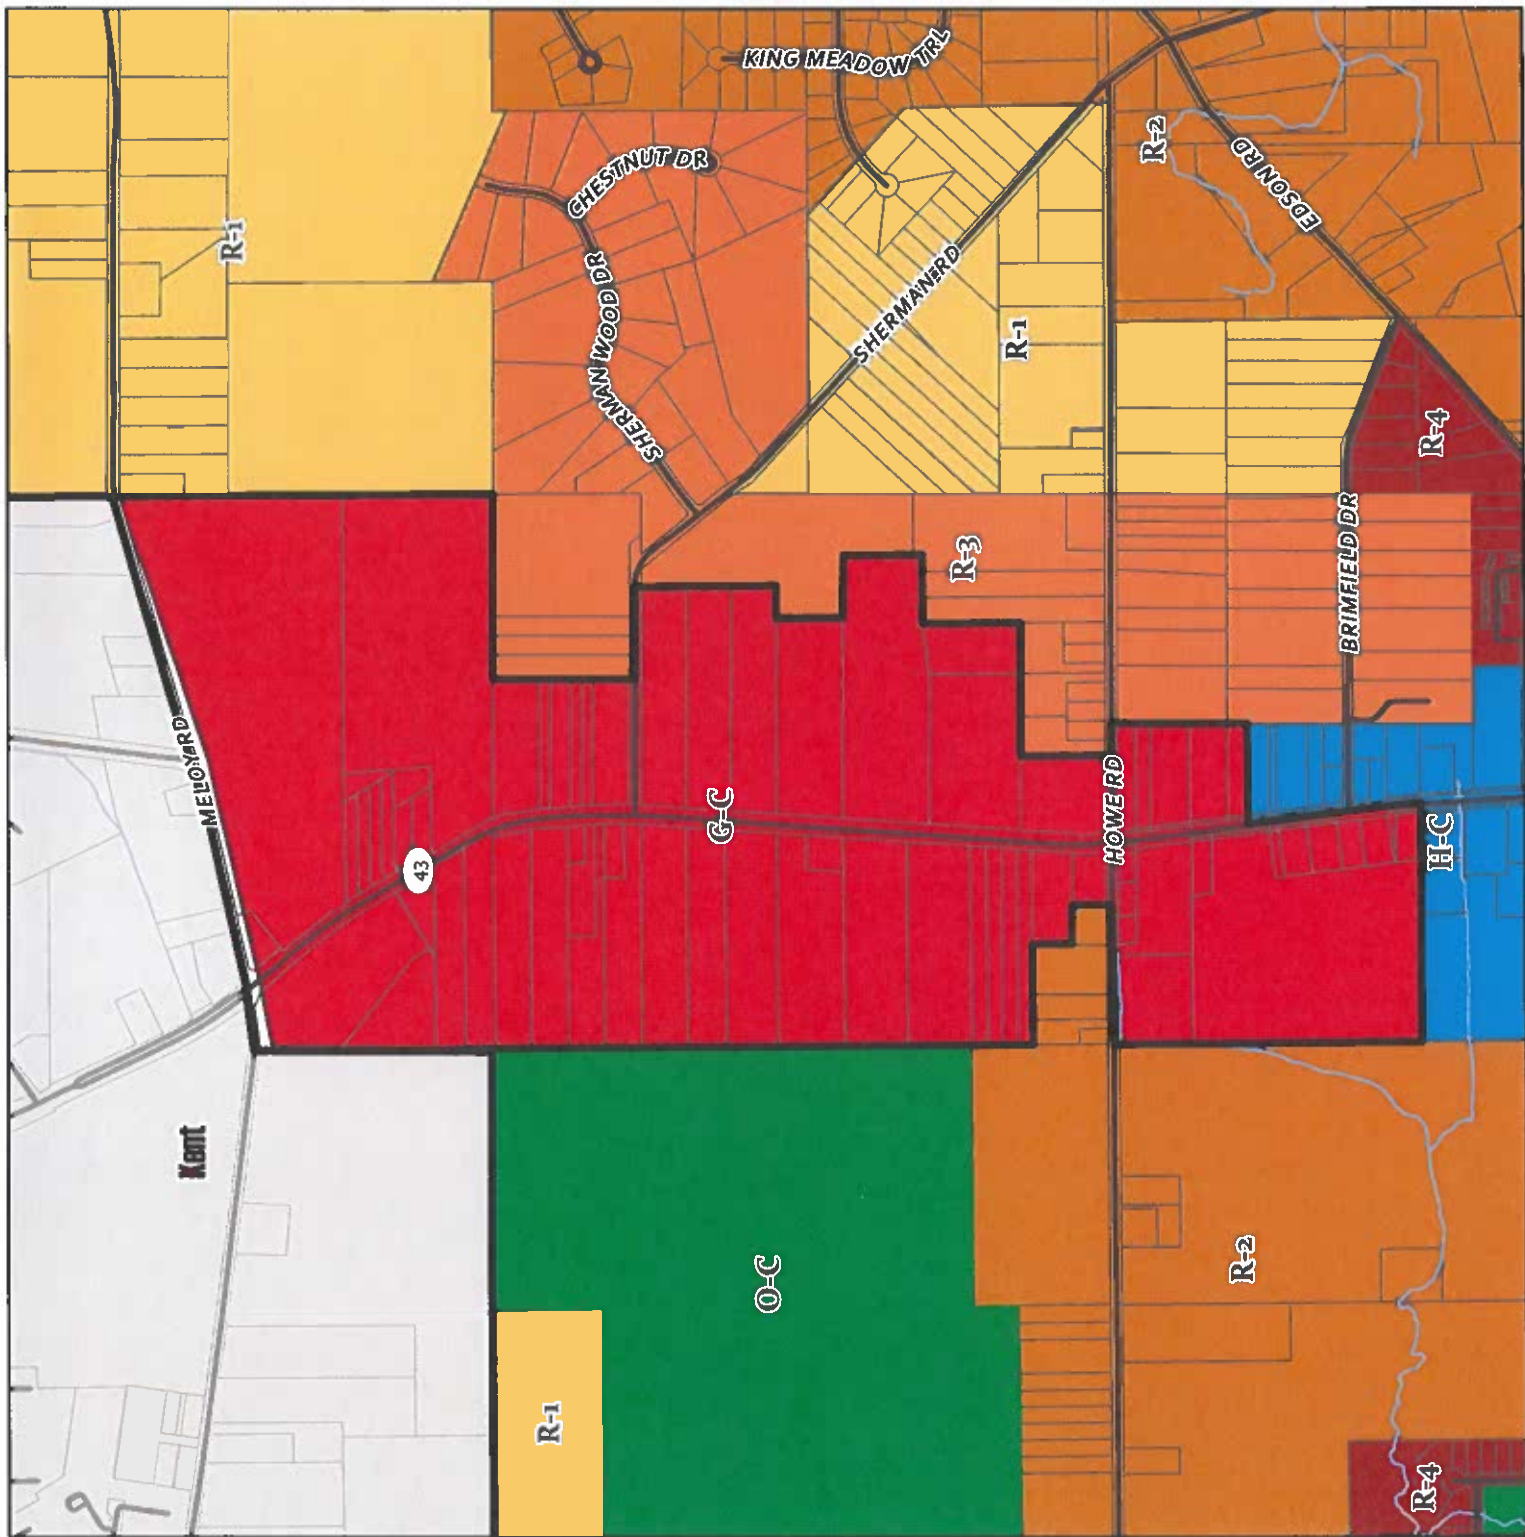 KING MEADOW TRL
R-2
EDSON RD
CHESTNUT DR
R-1
SHERMAN WOOD DR
SHERMAN RD
R-1
R-4
BRIMFIELD DR
R-3
MELOY RD
G-C
HOWE RD
H-C
43
Kent
O-C
R-2
R-1
R-4